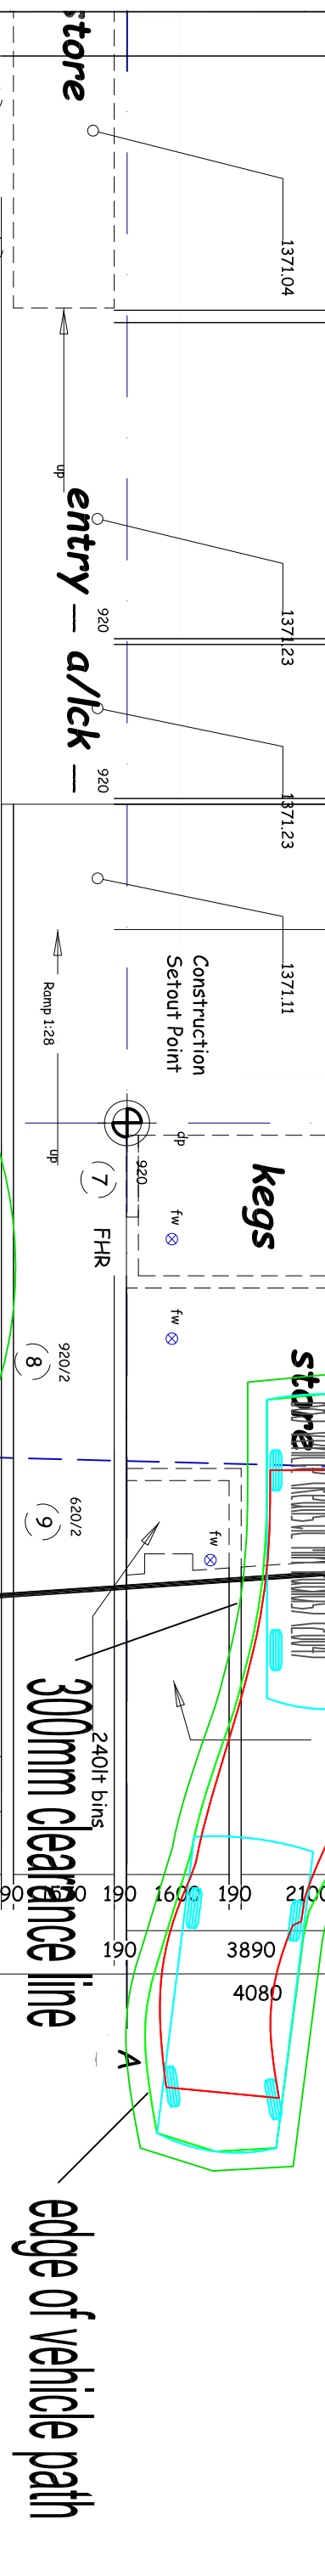 store
1371.04
up
entry — a/lck —
920
1371.23
920
1371.23
1371.11
Construction
Setout Point
Ramp 1:28
up
dp
920
(7)
kegs
FHR
fw
fw
920/2
(8)
store
620/2
(9)
fw
240lt bins
300mm clearance line
190
1600
190
2100
190
3890
4080
A
edge of vehicle path